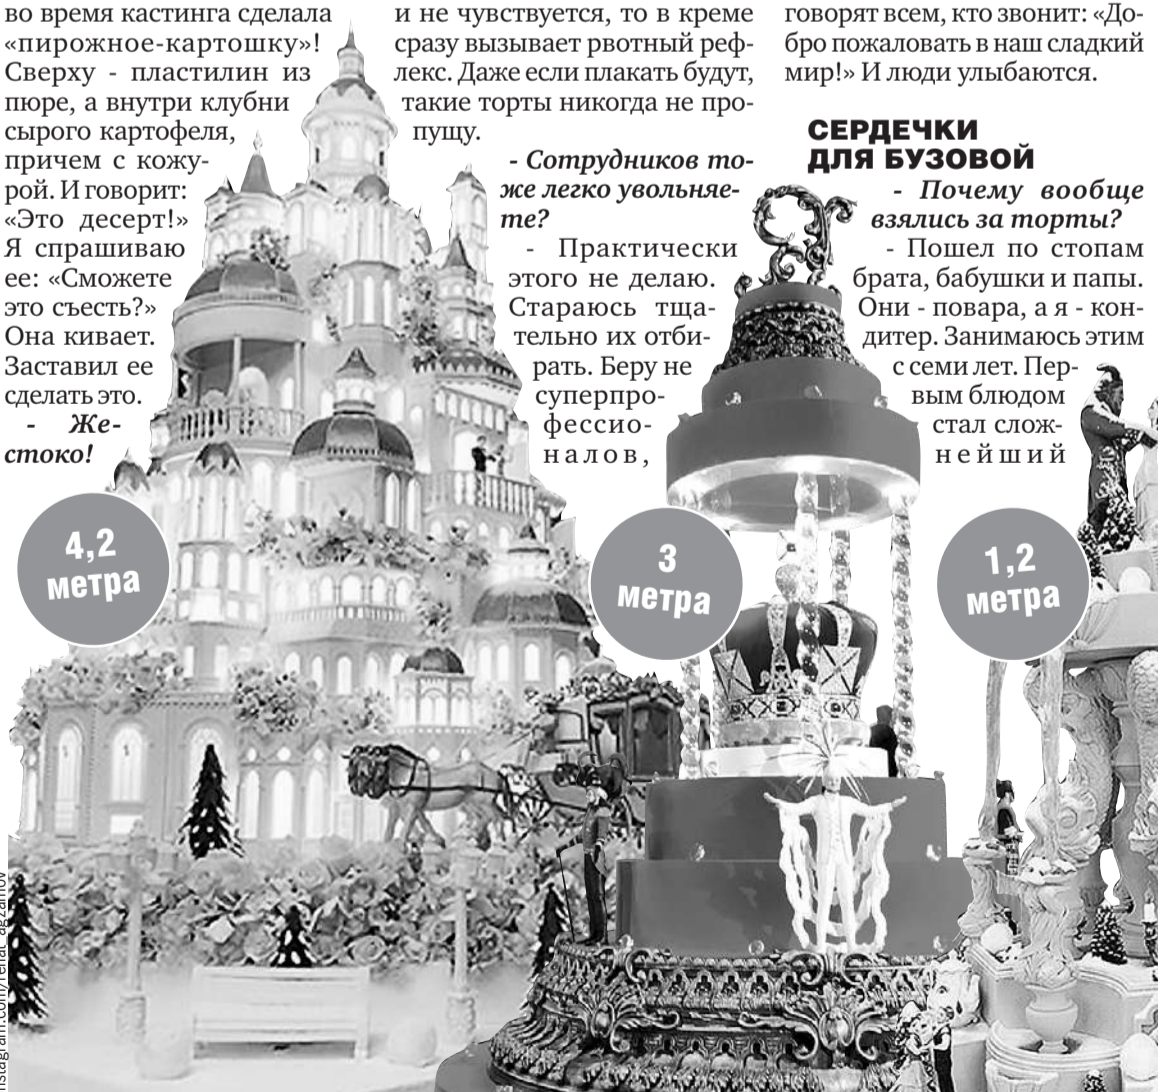 во время кастинга сделала
«пирожное-картошку»!
Сверху - пластилин из
пюре, а внутри клубни
сырого картофеля,
причем с кожу-
рой. И говорит:
«Это десерт!»
Я спрашиваю
ее: «Сможете
это съесть?»
Она кивает.
Заставил ее
сделать это.
- Же-
стоко!
и не чувствуется, то в креме
сразу вызывает рвотный реф-
лекс. Даже если плакать будут,
такие торты никогда не про-
пущу.
- Сотрудников то-
же легко увольняе-
те?
- Практически
этого не делаю.
Стараюсь тща-
тельно их отби-
рать. Беру не
суперпро-
фессио-
налов,
говорят всем, кто звонит: «До-
бро пожаловать в наш сладкий
мир!» И люди улыбаются.
СЕРДЕЧКИ
ДЛЯ БУЗОВОЙ
- Почему вообще
взялись за торты?
- Пошел по стопам
брата, бабушки и папы.
Они - повара, а я - кон-
дитер. Занимаюсь этим
с семи лет. Пер-
вым блюдом
стал слож-
нейший
4,2
метра
3
метра
1,2
метра